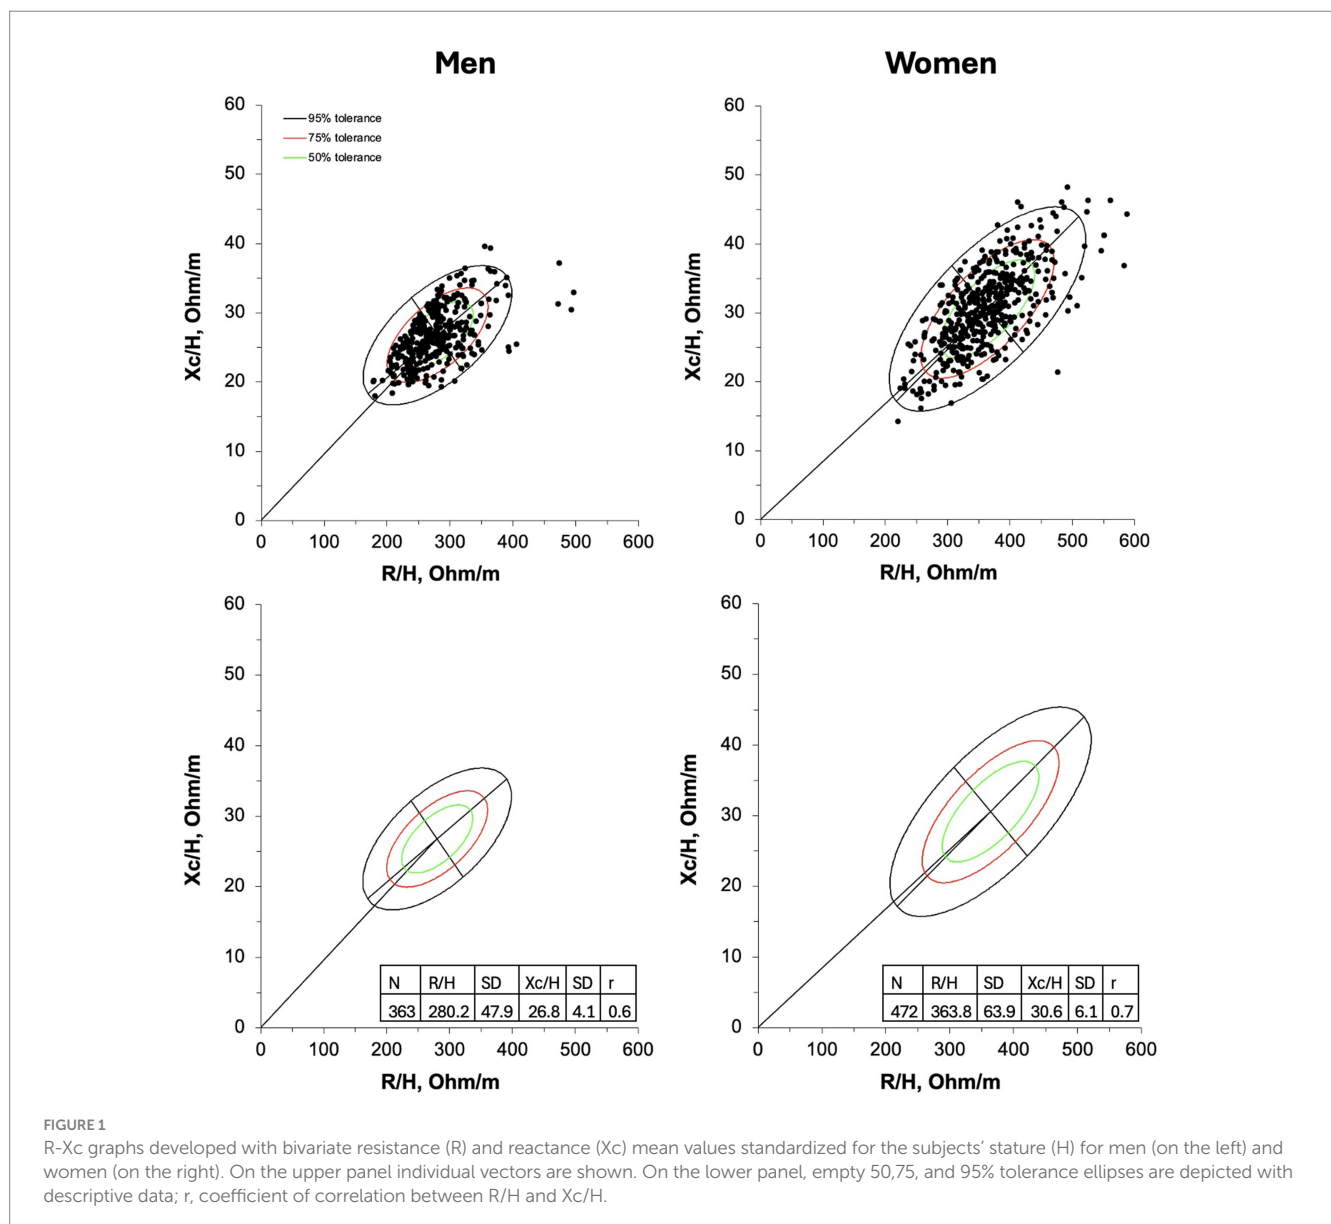 Men
Women
60
50
40
30
20
10
0
Xc/H, Ohm/m
95% tolerance
75% tolerance
50% tolerance
0 100 200 300 400 500 600
R/H, Ohm/m
60
50
40
30
20
10
0
Xc/H, Ohm/m
0 100 200 300 400 500 600
R/H, Ohm/m
60
50
40
30
20
10
0
Xc/H, Ohm/m
N R/H SD Xc/H SD r
363 280.2 47.9 26.8 4.1 0.6
0 100 200 300 400 500 600
R/H, Ohm/m
60
50
40
30
20
10
0
Xc/H, Ohm/m
N R/H SD Xc/H SD r
472 363.8 63.9 30.6 6.1 0.7
0 100 200 300 400 500 600
R/H, Ohm/m
FIGURE 1
R-Xc graphs developed with bivariate resistance (R) and reactance (Xc) mean values standardized for the subjects’ stature (H) for men (on the left) and
women (on the right). On the upper panel individual vectors are shown. On the lower panel, empty 50,75, and 95% tolerance ellipses are depicted with
descriptive data; r, coefficient of correlation between R/H and Xc/H.